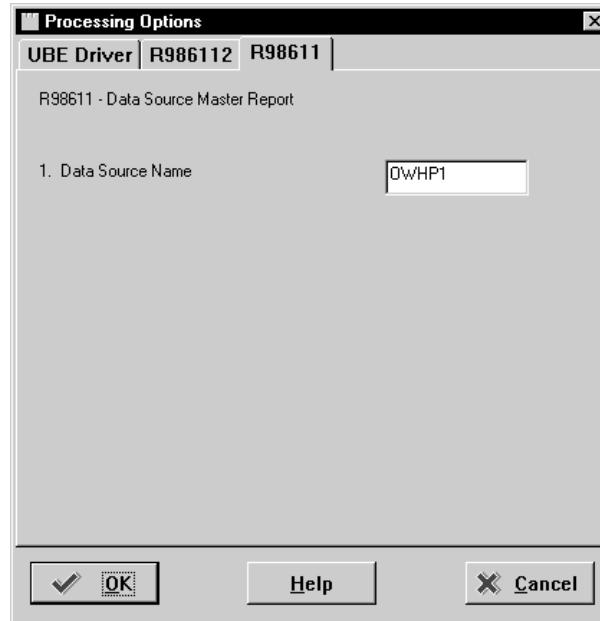 Processing Options
UBE Driver R986112 R98611
R98611 - Data Source Master Report
1. Data Source Name OWHP1
OK Help Cancel